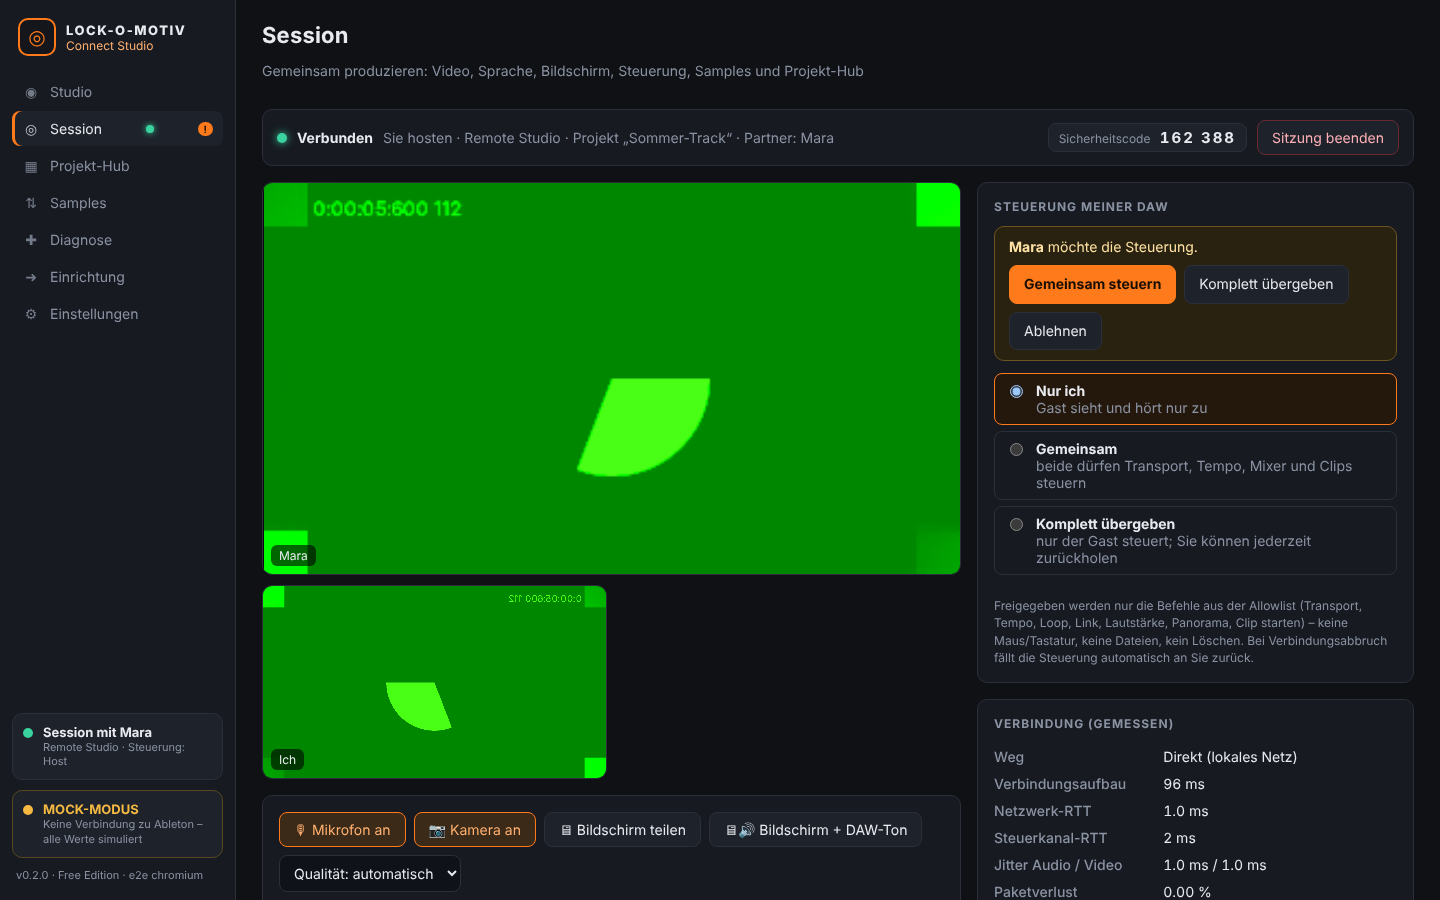 LOCK-O-MOTIV
Connect Studio
Studio
Session
!
Projekt-Hub
Samples
Diagnose
Einrichtung
Einstellungen
Session mit Mara
Remote Studio · Steuerung:
Host
MOCK-MODUS
Keine Verbindung zu Ableton –
alle Werte simuliert
v0.2.0 · Free Edition · e2e chromium
Session
Gemeinsam produzieren: Video, Sprache, Bildschirm, Steuerung, Samples und Projekt-Hub
Verbunden Sie hosten · Remote Studio · Projekt „Sommer-Track“ · Partner: Mara
Sicherheitscode 162 388
Sitzung beenden
0:00:05:600 112
Mara
0:00:05:600 112
Ich
Mikrofon an
Kamera an
Bildschirm teilen
Bildschirm + DAW-Ton
Qualität: automatisch
STEUERUNG MEINER DAW
Mara möchte die Steuerung.
Gemeinsam steuern
Komplett übergeben
Ablehnen
Nur ich
Gast sieht und hört nur zu
Gemeinsam
beide dürfen Transport, Tempo, Mixer und Clips
steuern
Komplett übergeben
nur der Gast steuert; Sie können jederzeit
zurückholen
Freigegeben werden nur die Befehle aus der Allowlist (Transport,
Tempo, Loop, Link, Lautstärke, Panorama, Clip starten) – keine
Maus/Tastatur, keine Dateien, kein Löschen. Bei Verbindungsabbruch
fällt die Steuerung automatisch an Sie zurück.
VERBINDUNG (GEMESSEN)
Weg Direkt (lokales Netz)
Verbindungsaufbau 96 ms
Netzwerk-RTT 1.0 ms
Steuerkanal-RTT 2 ms
Jitter Audio / Video 1.0 ms / 1.0 ms
Paketverlust 0.00 %